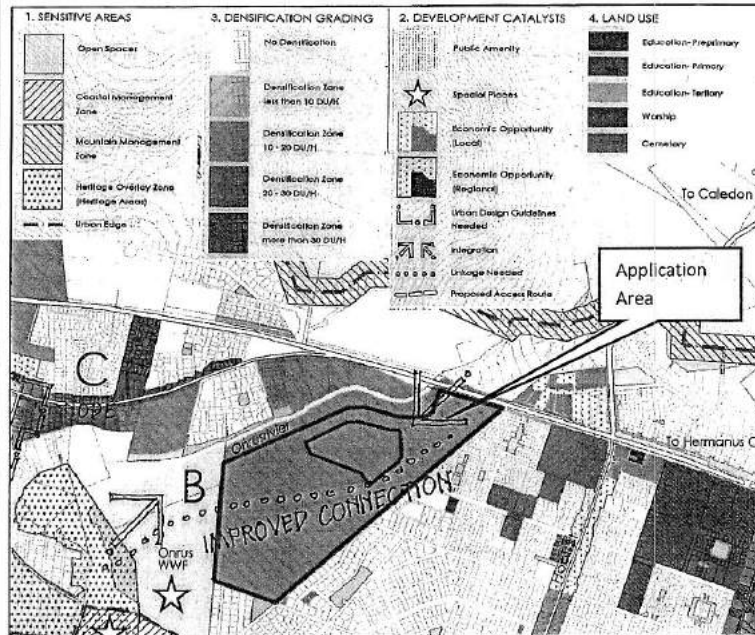 1. SENSITIVE AREAS
Open Spaces
Coastal Management
Zone
Mountain Management
Zone
Heritage Overlay Zone
(Heritage Areas)
Urban Edge
3. DENSIFICATION GRADING
No Densification
Densification Zone
less than 10 DU/H
Densification Zone
10 - 20 DU/H
Densification Zone
20 - 30 DU/H
Densification Zone
more than 30 DU/H
2. DEVELOPMENT CATALYSTS
Public Amenity
Special Places
Economic Opportunity
(Local)
Economic Opportunity
(Regional)
Urban Design Guidelines
Needed
Integration
Linkage Needed
Proposed Access Route
4. LAND USE
Education- Preprimary
Education- Primary
Education- Tertiary
Worship
Cemetery
To Caledon
Application
Area
C
Onrusrivier
To Hermanus C
B
IMPROVED CONNECTION
Onrus
WWF